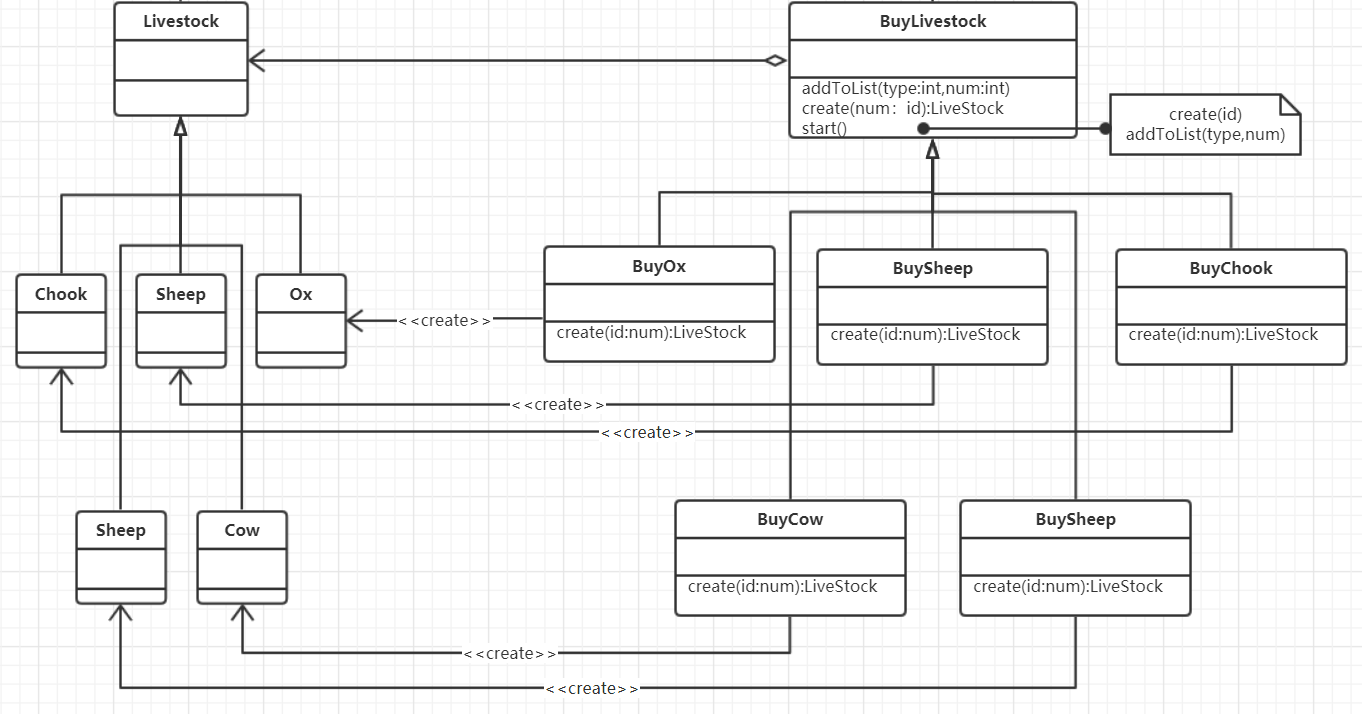 Livestock
BuyLivestock
addToList(type:int,num:int)
create(num：id):LiveStock
start()
create(id)
addToList(type,num)
BuyOx
create(id:num):LiveStock
BuySheep
create(id:num):LiveStock
BuyChook
create(id:num):LiveStock
Chook
Sheep
Ox
<<create>>
<<create>>
<<create>>
Sheep
Cow
BuyCow
create(id:num):LiveStock
BuySheep
create(id:num):LiveStock
<<create>>
<<create>>